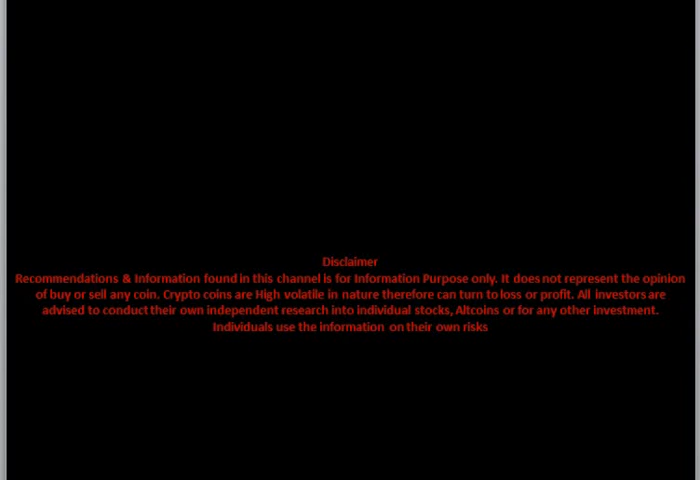 Disclaimer
Recommendations & Information found in this channel is for Information Purpose only. It does not represent the opinion
of buy or sell any coin. Crypto coins are High volatile in nature therefore can turn to loss or profit. All investors are
advised to conduct their own independent research into individual stocks, Altcoins or for any other investment.
Individuals use the information on their own risks